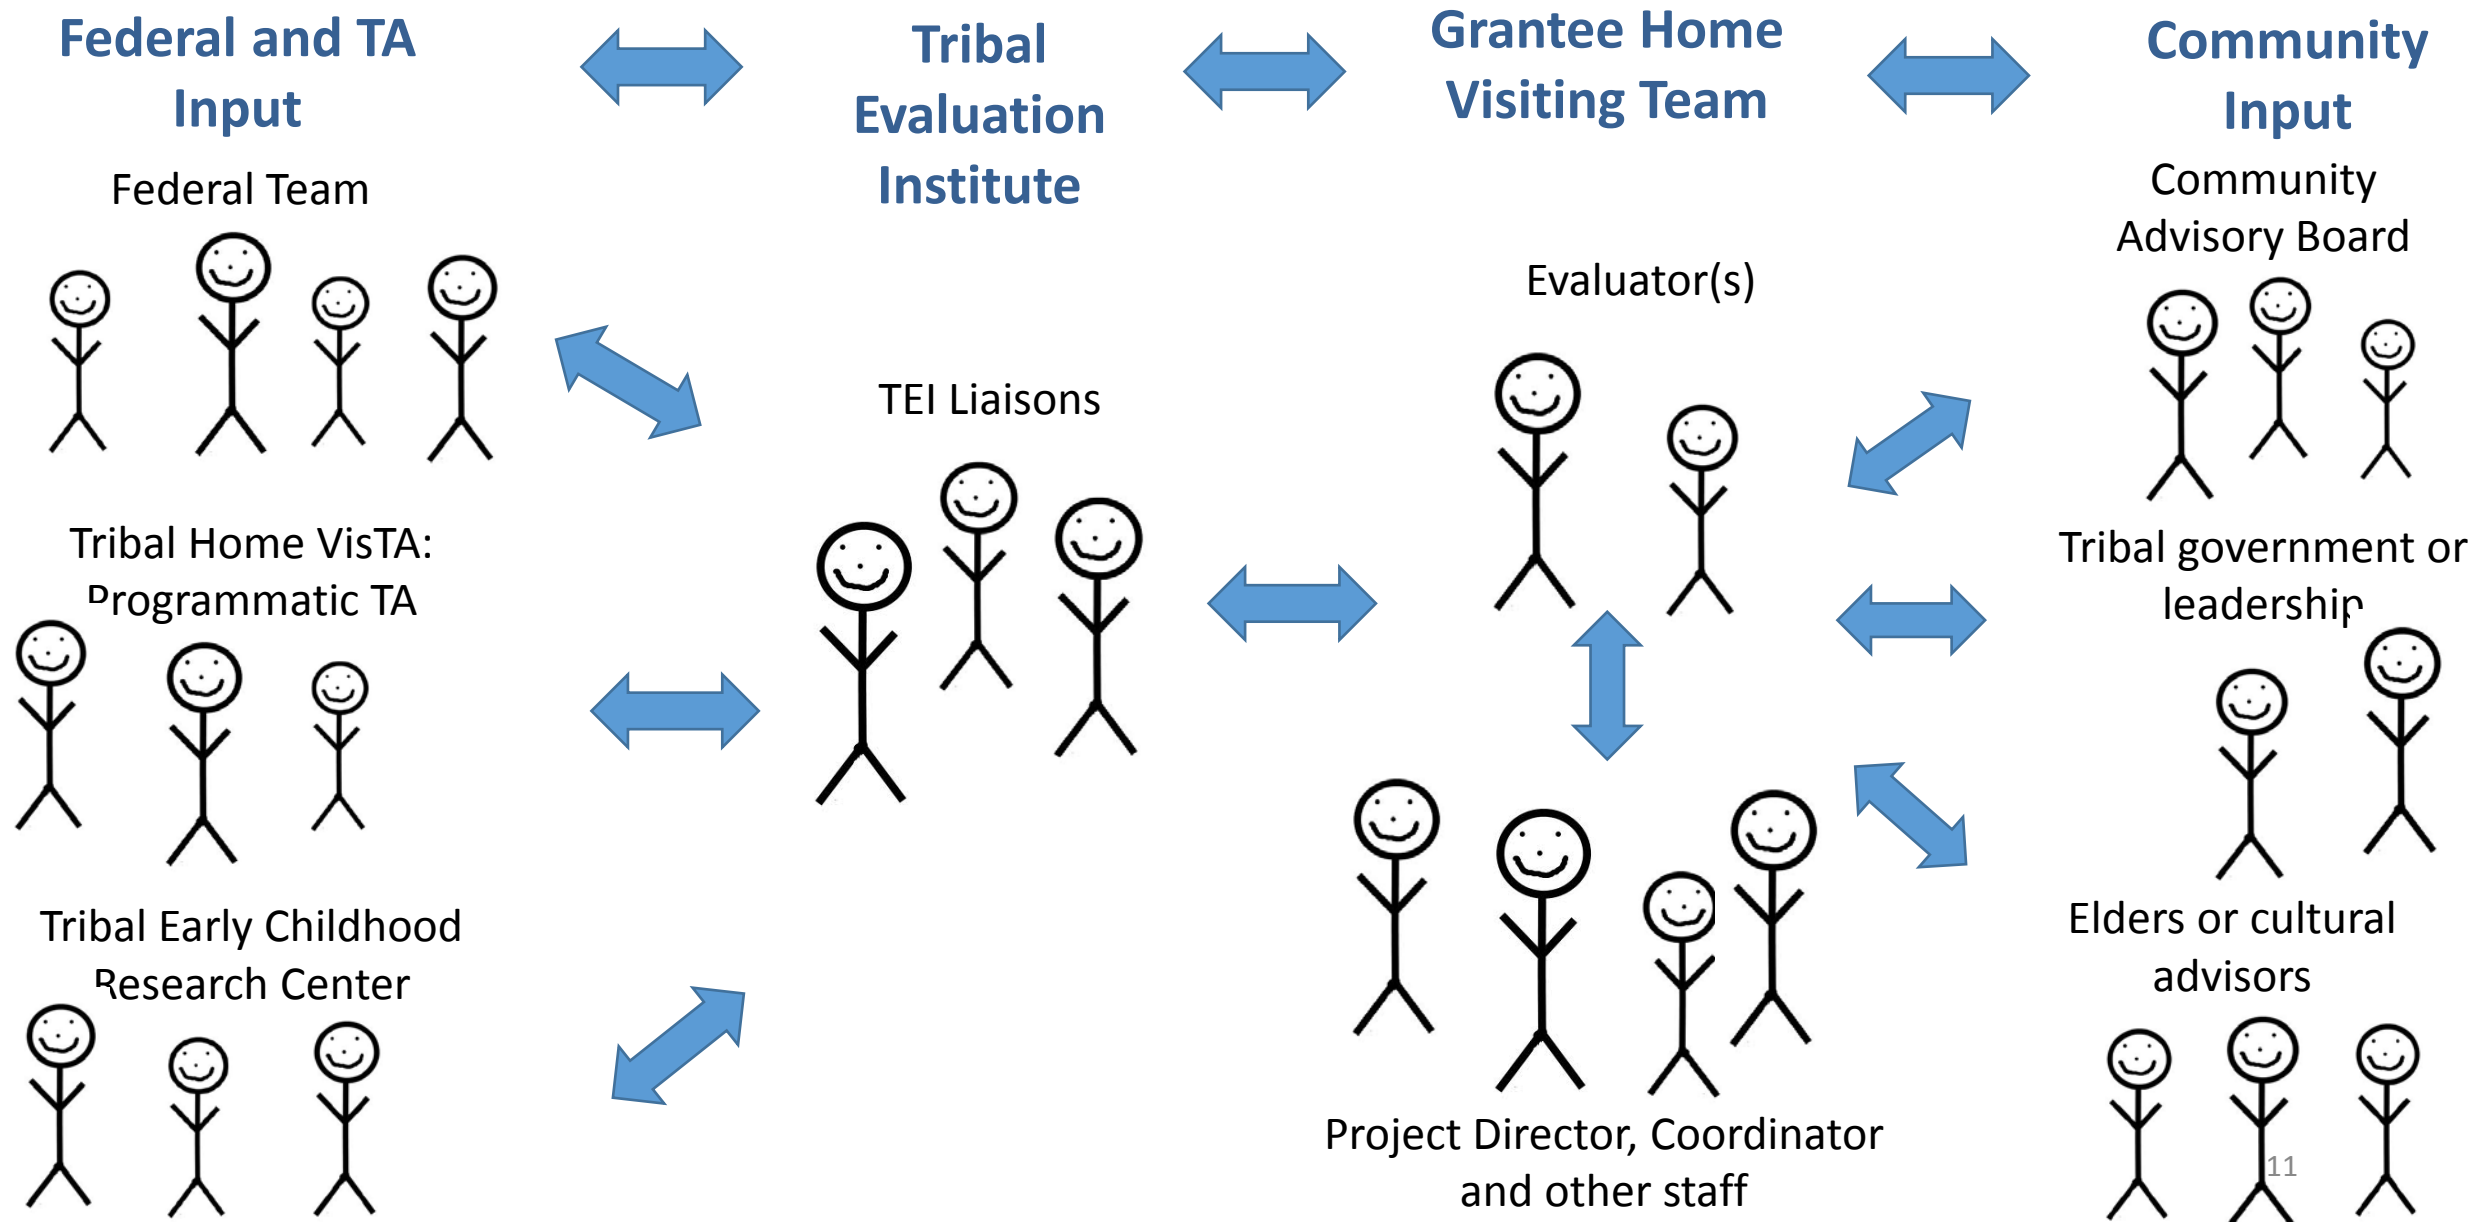 Federal and TA
Input
Tribal
Evaluation
Institute
Grantee Home
Visiting Team
Community
Input
Federal Team
Tribal Home VisTA:
Programmatic TA
Tribal Early Childhood
Research Center
TEI Liaisons
Evaluator(s)
Project Director, Coordinator
and other staff
Community
Advisory Board
Tribal government or
leadership
Elders or cultural
advisors
11